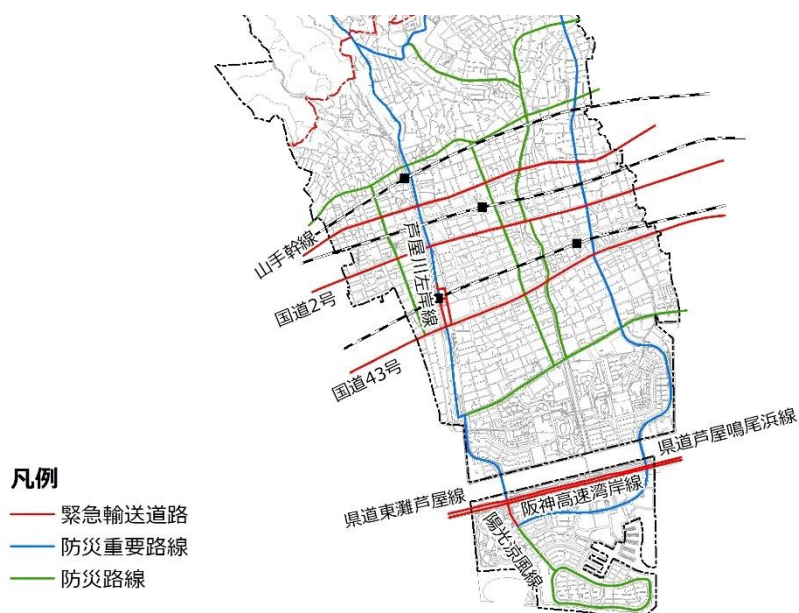 山手幹線
国道2号
国道43号
芦屋川左岸線
県道芦屋鳴尾浜線
県道東灘芦屋線
阪神高速湾岸線
陽光涼風線
凡例
緊急輸送道路
防災重要路線
防災路線